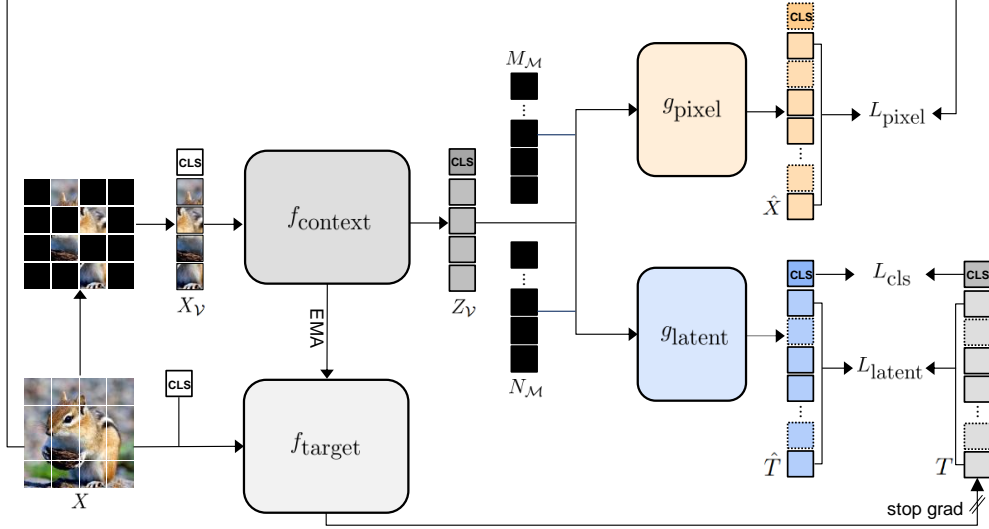 CLS
M_M
g_pixel
L_pixel
X̂
CLS
f_context
CLS
X_V
Z_V
EMA
N_M
g_latent
CLS
L_cls
CLS
L_latent
CLS
f_target
X
T̂
T
stop grad